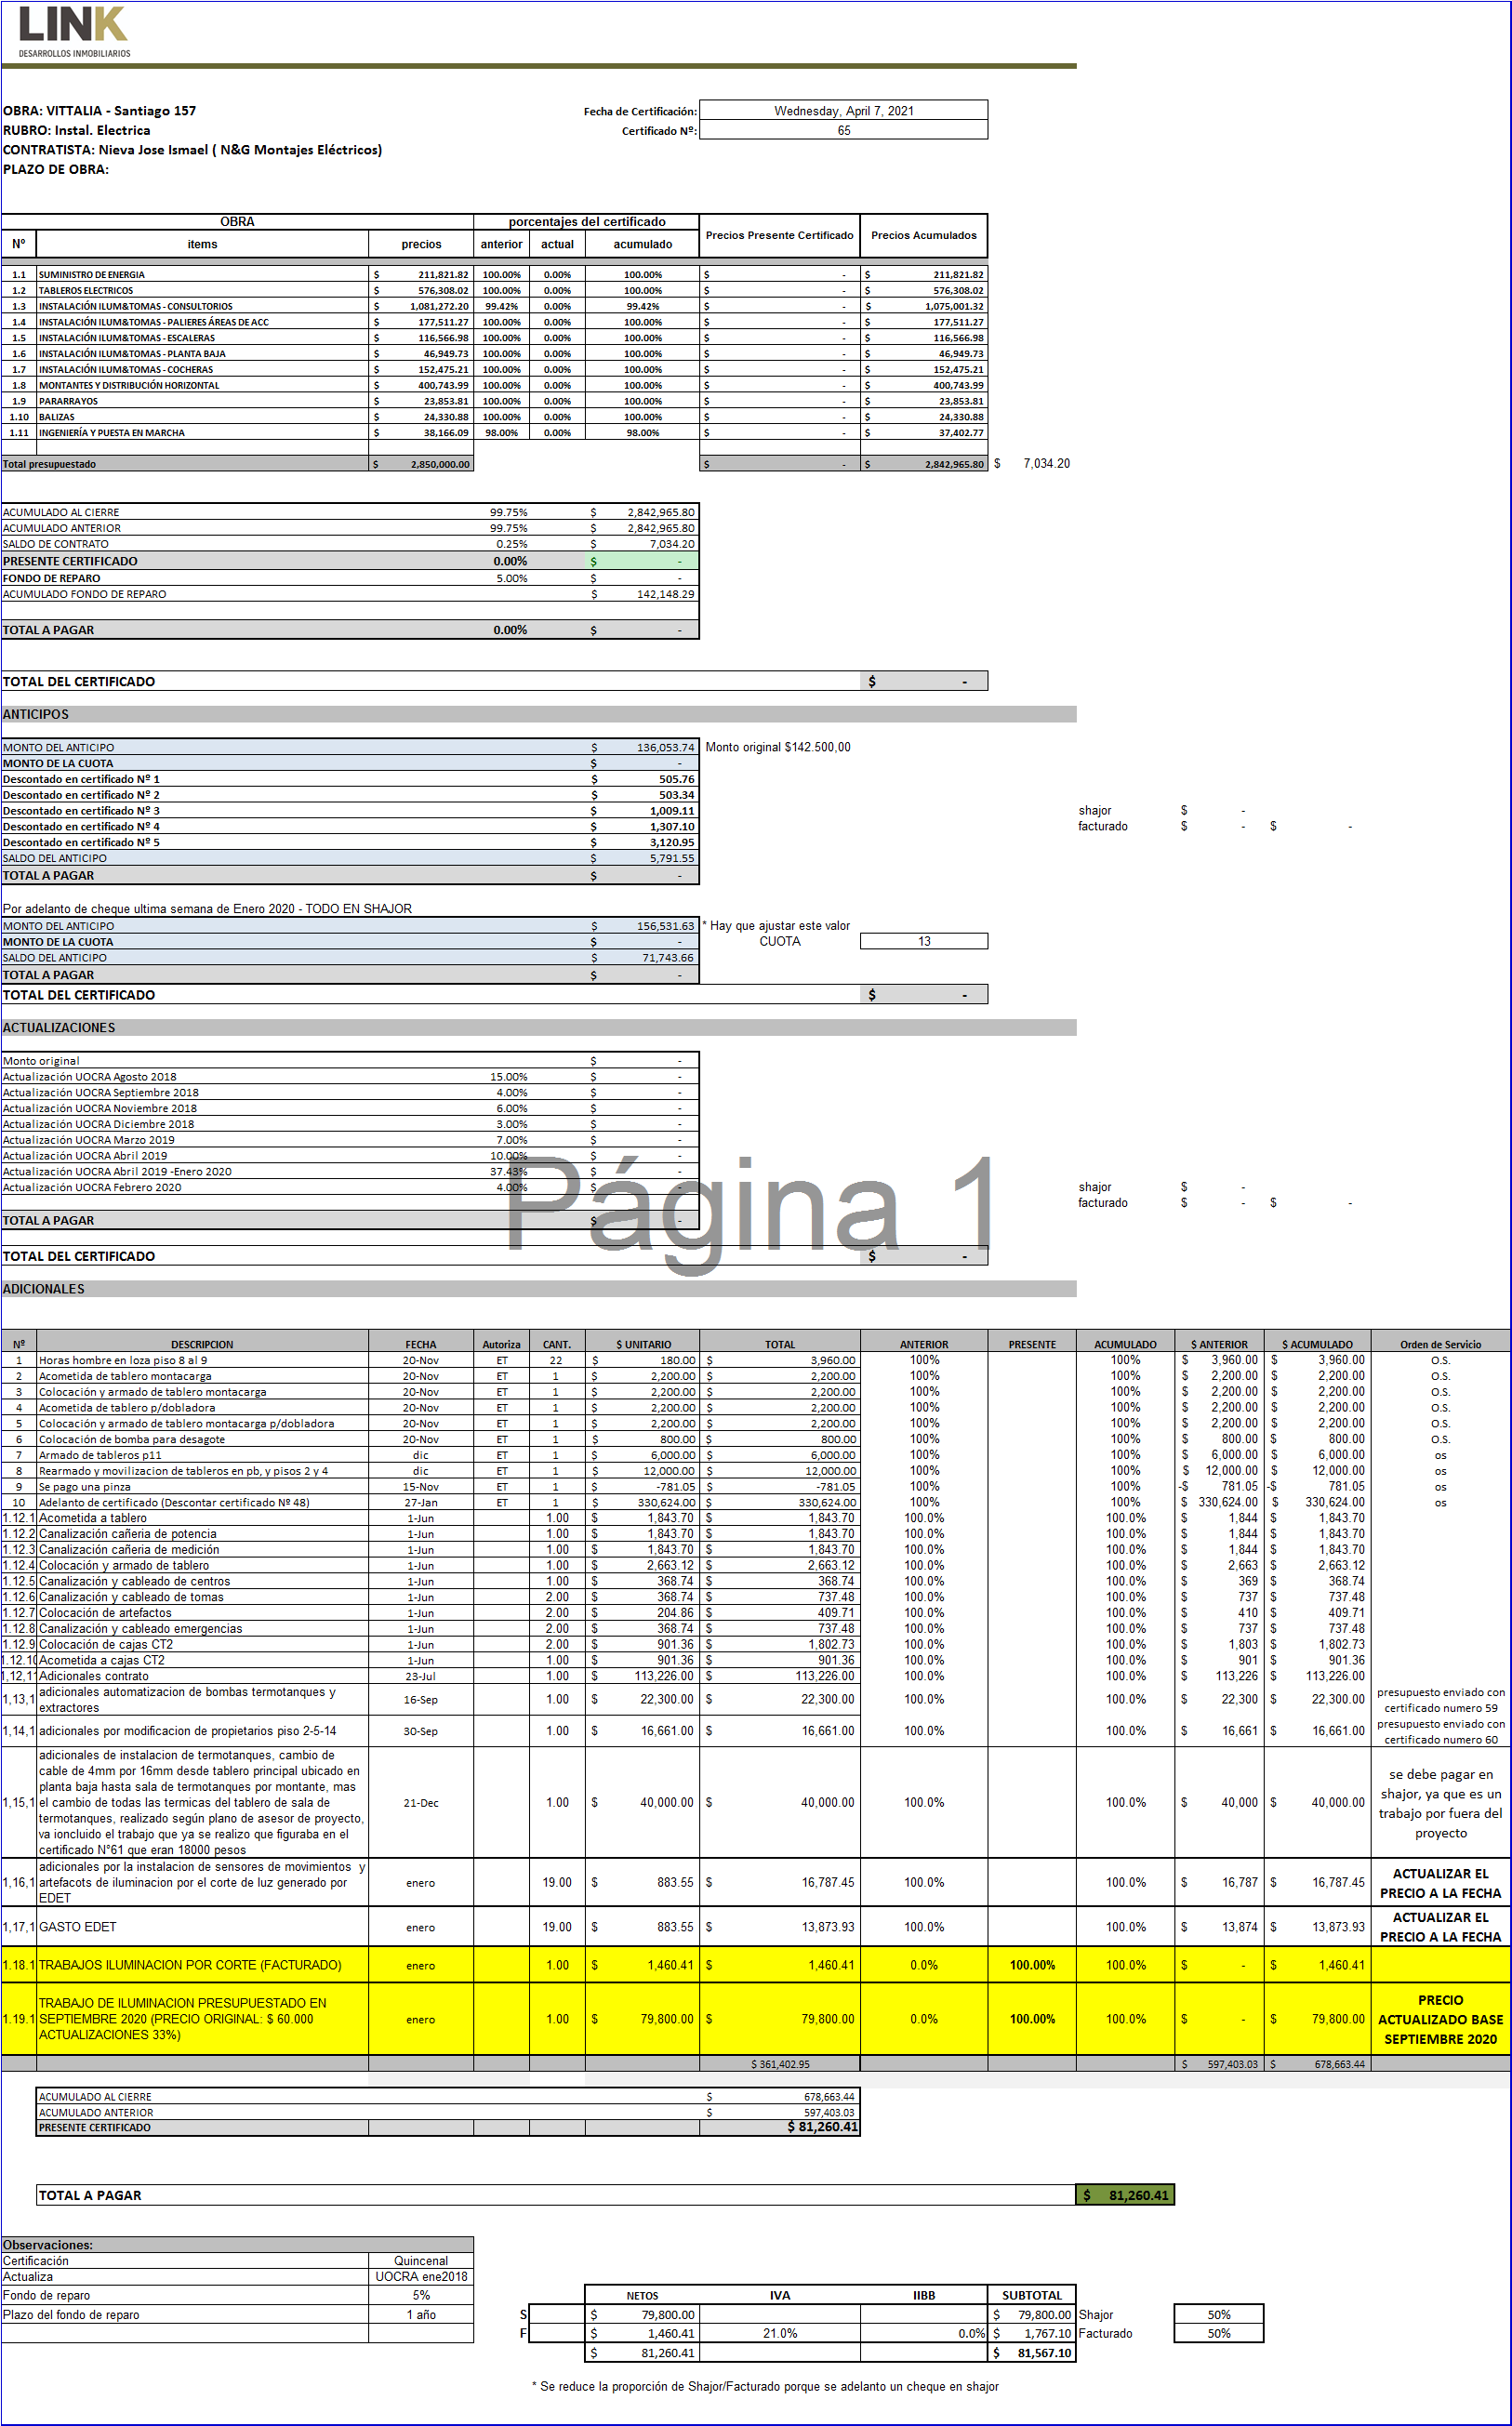 LINK
DESARROLLOS INMOBILIARIOS
OBRA: VITTALIA - Santiago 157
Fecha de Certificación: Wednesday, April 7, 2021
RUBRO: Instal. Electrica
Certificado Nº: 65
CONTRATISTA: Nieva Jose Ismael ( N&G Montajes Eléctricos)
PLAZO DE OBRA:
OBRA porcentajes del certificado Precios Presente Certificado Precios Acumulados
Nº items precios anterior actual acumulado
1.1 SUMINISTRO DE ENERGIA $ 211,821.82 100.00% 0.00% 100.00% $ - $ 211,821.82
1.2 TABLEROS ELECTRICOS $ 576,308.02 100.00% 0.00% 100.00% $ - $ 576,308.02
1.3 INSTALACIÓN ILUM&TOMAS - CONSULTORIOS $ 1,081,272.20 99.42% 0.00% 99.42% $ - $ 1,075,001.32
1.4 INSTALACIÓN ILUM&TOMAS - PALIERES ÁREAS DE ACC $ 177,511.27 100.00% 0.00% 100.00% $ - $ 177,511.27
1.5 INSTALACIÓN ILUM&TOMAS - ESCALERAS $ 116,566.98 100.00% 0.00% 100.00% $ - $ 116,566.98
1.6 INSTALACIÓN ILUM&TOMAS - PLANTA BAJA $ 46,949.73 100.00% 0.00% 100.00% $ - $ 46,949.73
1.7 INSTALACIÓN ILUM&TOMAS - COCHERAS $ 152,475.21 100.00% 0.00% 100.00% $ - $ 152,475.21
1.8 MONTANTES Y DISTRIBUCIÓN HORIZONTAL $ 400,743.99 100.00% 0.00% 100.00% $ - $ 400,743.99
1.9 PARARRAYOS $ 23,853.81 100.00% 0.00% 100.00% $ - $ 23,853.81
1.10 BALIZAS $ 24,330.88 100.00% 0.00% 100.00% $ - $ 24,330.88
1.11 INGENIERÍA Y PUESTA EN MARCHA $ 38,166.09 98.00% 0.00% 98.00% $ - $ 37,402.77
Total presupuestado $ 2,850,000.00 $ - $ 2,842,965.80 $ 7,034.20
ACUMULADO AL CIERRE 99.75% $ 2,842,965.80
ACUMULADO ANTERIOR 99.75% $ 2,842,965.80
SALDO DE CONTRATO 0.25% $ 7,034.20
PRESENTE CERTIFICADO 0.00% $ -
FONDO DE REPARO 5.00% $ -
ACUMULADO FONDO DE REPARO $ 142,148.29
TOTAL A PAGAR 0.00% $ -
TOTAL DEL CERTIFICADO $ -
ANTICIPOS
MONTO DEL ANTICIPO $ 136,053.74 Monto original $142.500,00
MONTO DE LA CUOTA $ -
Descontado en certificado Nº 1 $ 505.76
Descontado en certificado Nº 2 $ 503.34
Descontado en certificado Nº 3 $ 1,009.11 shajor $ -
Descontado en certificado Nº 4 $ 1,307.10 facturado $ - $ -
Descontado en certificado Nº 5 $ 3,120.95
SALDO DEL ANTICIPO $ 5,791.55
TOTAL A PAGAR $ -
Por adelanto de cheque ultima semana de Enero 2020 - TODO EN SHAJOR
MONTO DEL ANTICIPO $ 156,531.63 * Hay que ajustar este valor
MONTO DE LA CUOTA $ - CUOTA 13
SALDO DEL ANTICIPO $ 71,743.66
TOTAL A PAGAR $ -
TOTAL DEL CERTIFICADO $ -
ACTUALIZACIONES
Monto original $ -
Actualización UOCRA Agosto 2018 15.00% $ -
Actualización UOCRA Septiembre 2018 4.00% $ -
Actualización UOCRA Noviembre 2018 6.00% $ -
Actualización UOCRA Diciembre 2018 3.00% $ -
Actualización UOCRA Marzo 2019 7.00% $ -
Actualización UOCRA Abril 2019 10.00% $ -
Actualización UOCRA Abril 2019 -Enero 2020 37.43% $ -
Actualización UOCRA Febrero 2020 4.00% $ - shajor $ -
facturado $ - $ -
Página 1
TOTAL A PAGAR $ -
TOTAL DEL CERTIFICADO $ -
ADICIONALES
Nº DESCRIPCION FECHA Autoriza CANT. $ UNITARIO TOTAL ANTERIOR PRESENTE ACUMULADO $ ANTERIOR $ ACUMULADO Orden de Servicio
1 Horas hombre en loza piso 8 al 9 20-Nov ET 22 $ 180.00 $ 3,960.00 100% 100% $ 3,960.00 $ 3,960.00 O.S.
2 Acometida de tablero montacarga 20-Nov ET 1 $ 2,200.00 $ 2,200.00 100% 100% $ 2,200.00 $ 2,200.00 O.S.
3 Colocación y armado de tablero montacarga 20-Nov ET 1 $ 2,200.00 $ 2,200.00 100% 100% $ 2,200.00 $ 2,200.00 O.S.
4 Acometida de tablero p/dobladora 20-Nov ET 1 $ 2,200.00 $ 2,200.00 100% 100% $ 2,200.00 $ 2,200.00 O.S.
5 Colocación y armado de tablero montacarga p/dobladora 20-Nov ET 1 $ 2,200.00 $ 2,200.00 100% 100% $ 2,200.00 $ 2,200.00 O.S.
6 Colocación de bomba para desagote 20-Nov ET 1 $ 800.00 $ 800.00 100% 100% $ 800.00 $ 800.00 O.S.
7 Armado de tableros p11 dic ET 1 $ 6,000.00 $ 6,000.00 100% 100% $ 6,000.00 $ 6,000.00 os
8 Rearmado y movilizacion de tableros en pb, y pisos 2 y 4 dic ET 1 $ 12,000.00 $ 12,000.00 100% 100% $ 12,000.00 $ 12,000.00 os
9 Se pago una pinza 15-Nov ET 1 $ -781.05 $ -781.05 100% 100% -$ 781.05 -$ 781.05 os
10 Adelanto de certificado (Descontar certificado Nº 48) 27-Jan ET 1 $ 330,624.00 $ 330,624.00 100% 100% $ 330,624.00 $ 330,624.00 os
1.12.1 Acometida a tablero 1-Jun 1.00 $ 1,843.70 $ 1,843.70 100.0% 100.0% $ 1,844 $ 1,843.70
1.12.2 Canalización cañeria de potencia 1-Jun 1.00 $ 1,843.70 $ 1,843.70 100.0% 100.0% $ 1,844 $ 1,843.70
1.12.3 Canalización cañeria de medición 1-Jun 1.00 $ 1,843.70 $ 1,843.70 100.0% 100.0% $ 1,844 $ 1,843.70
1.12.4 Colocación y armado de tablero 1-Jun 1.00 $ 2,663.12 $ 2,663.12 100.0% 100.0% $ 2,663 $ 2,663.12
1.12.5 Canalización y cableado de centros 1-Jun 1.00 $ 368.74 $ 368.74 100.0% 100.0% $ 369 $ 368.74
1.12.6 Canalización y cableado de tomas 1-Jun 2.00 $ 368.74 $ 737.48 100.0% 100.0% $ 737 $ 737.48
1.12.7 Colocación de artefactos 1-Jun 2.00 $ 204.86 $ 409.71 100.0% 100.0% $ 410 $ 409.71
1.12.8 Canalización y cableado emergencias 1-Jun 2.00 $ 368.74 $ 737.48 100.0% 100.0% $ 737 $ 737.48
1.12.9 Colocación de cajas CT2 1-Jun 2.00 $ 901.36 $ 1,802.73 100.0% 100.0% $ 1,803 $ 1,802.73
1.12.10 Acometida a cajas CT2 1-Jun 1.00 $ 901.36 $ 901.36 100.0% 100.0% $ 901 $ 901.36
1,12,11 Adicionales contrato 23-Jul 1.00 $ 113,226.00 $ 113,226.00 100.0% 100.0% $ 113,226 $ 113,226.00
adicionales automatizacion de bombas termotanques y
extractores
1,13,1 16-Sep 1.00 $ 22,300.00 $ 22,300.00 100.0% 100.0% $ 22,300 $ 22,300.00
presupuesto enviado con
certificado numero 59
1,14,1 adicionales por modificacion de propietarios piso 2-5-14 30-Sep 1.00 $ 16,661.00 $ 16,661.00 100.0% 100.0% $ 16,661 $ 16,661.00
presupuesto enviado con
certificado numero 60
adicionales de instalacion de termotanques, cambio de
cable de 4mm por 16mm desde tablero principal ubicado en
planta baja hasta sala de termotanques por montante, mas
el cambio de todas las termicas del tablero de sala de
termotanques, realizado según plano de asesor de proyecto,
va ioncluido el trabajo que ya se realizo que figuraba en el
certificado N°61 que eran 18000 pesos
1,15,1 21-Dec 1.00 $ 40,000.00 $ 40,000.00 100.0% 100.0% $ 40,000 $ 40,000.00
se debe pagar en
shajor, ya que es un
trabajo por fuera del
proyecto
adicionales por la instalacion de sensores de movimientos y
artefacots de iluminacion por el corte de luz generado por
EDET
1,16,1 enero 19.00 $ 883.55 $ 16,787.45 100.0% 100.0% $ 16,787 $ 16,787.45
ACTUALIZAR EL
PRECIO A LA FECHA
1,17,1 GASTO EDET enero 19.00 $ 883.55 $ 13,873.93 100.0% 100.0% $ 13,874 $ 13,873.93
ACTUALIZAR EL
PRECIO A LA FECHA
1.18.1 TRABAJOS ILUMINACION POR CORTE (FACTURADO) enero 1.00 $ 1,460.41 $ 1,460.41 0.0% 100.00% 100.0% $ - $ 1,460.41
TRABAJO DE ILUMINACION PRESUPUESTADO EN
SEPTIEMBRE 2020 (PRECIO ORIGINAL: $ 60.000
ACTUALIZACIONES 33%)
1.19.1 enero 1.00 $ 79,800.00 $ 79,800.00 0.0% 100.00% 100.0% $ - $ 79,800.00
PRECIO
ACTUALIZADO BASE
SEPTIEMBRE 2020
$ 361,402.95 $ 597,403.03 $ 678,663.44
ACUMULADO AL CIERRE $ 678,663.44
ACUMULADO ANTERIOR $ 597,403.03
PRESENTE CERTIFICADO $ 81,260.41
TOTAL A PAGAR $ 81,260.41
Observaciones:
Certificación Quincenal
Actualiza UOCRA ene2018
Fondo de reparo 5%
Plazo del fondo de reparo 1 año
NETOS IVA IIBB SUBTOTAL
S $ 79,800.00 $ 79,800.00 Shajor 50%
F $ 1,460.41 21.0% 0.0% $ 1,767.10 Facturado 50%
$ 81,260.41 $ 81,567.10
* Se reduce la proporción de Shajor/Facturado porque se adelanto un cheque en shajor